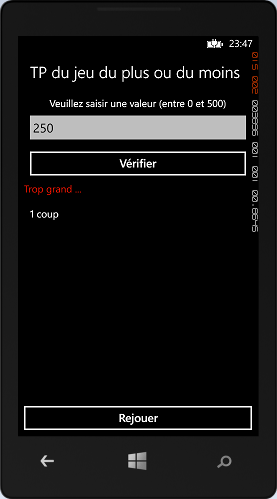 23:47
TP du jeu du plus ou du moins
Veuillez saisir une valeur (entre 0 et 500)
250
Vérifier
Trop grand ...
1 coup
Rejouer